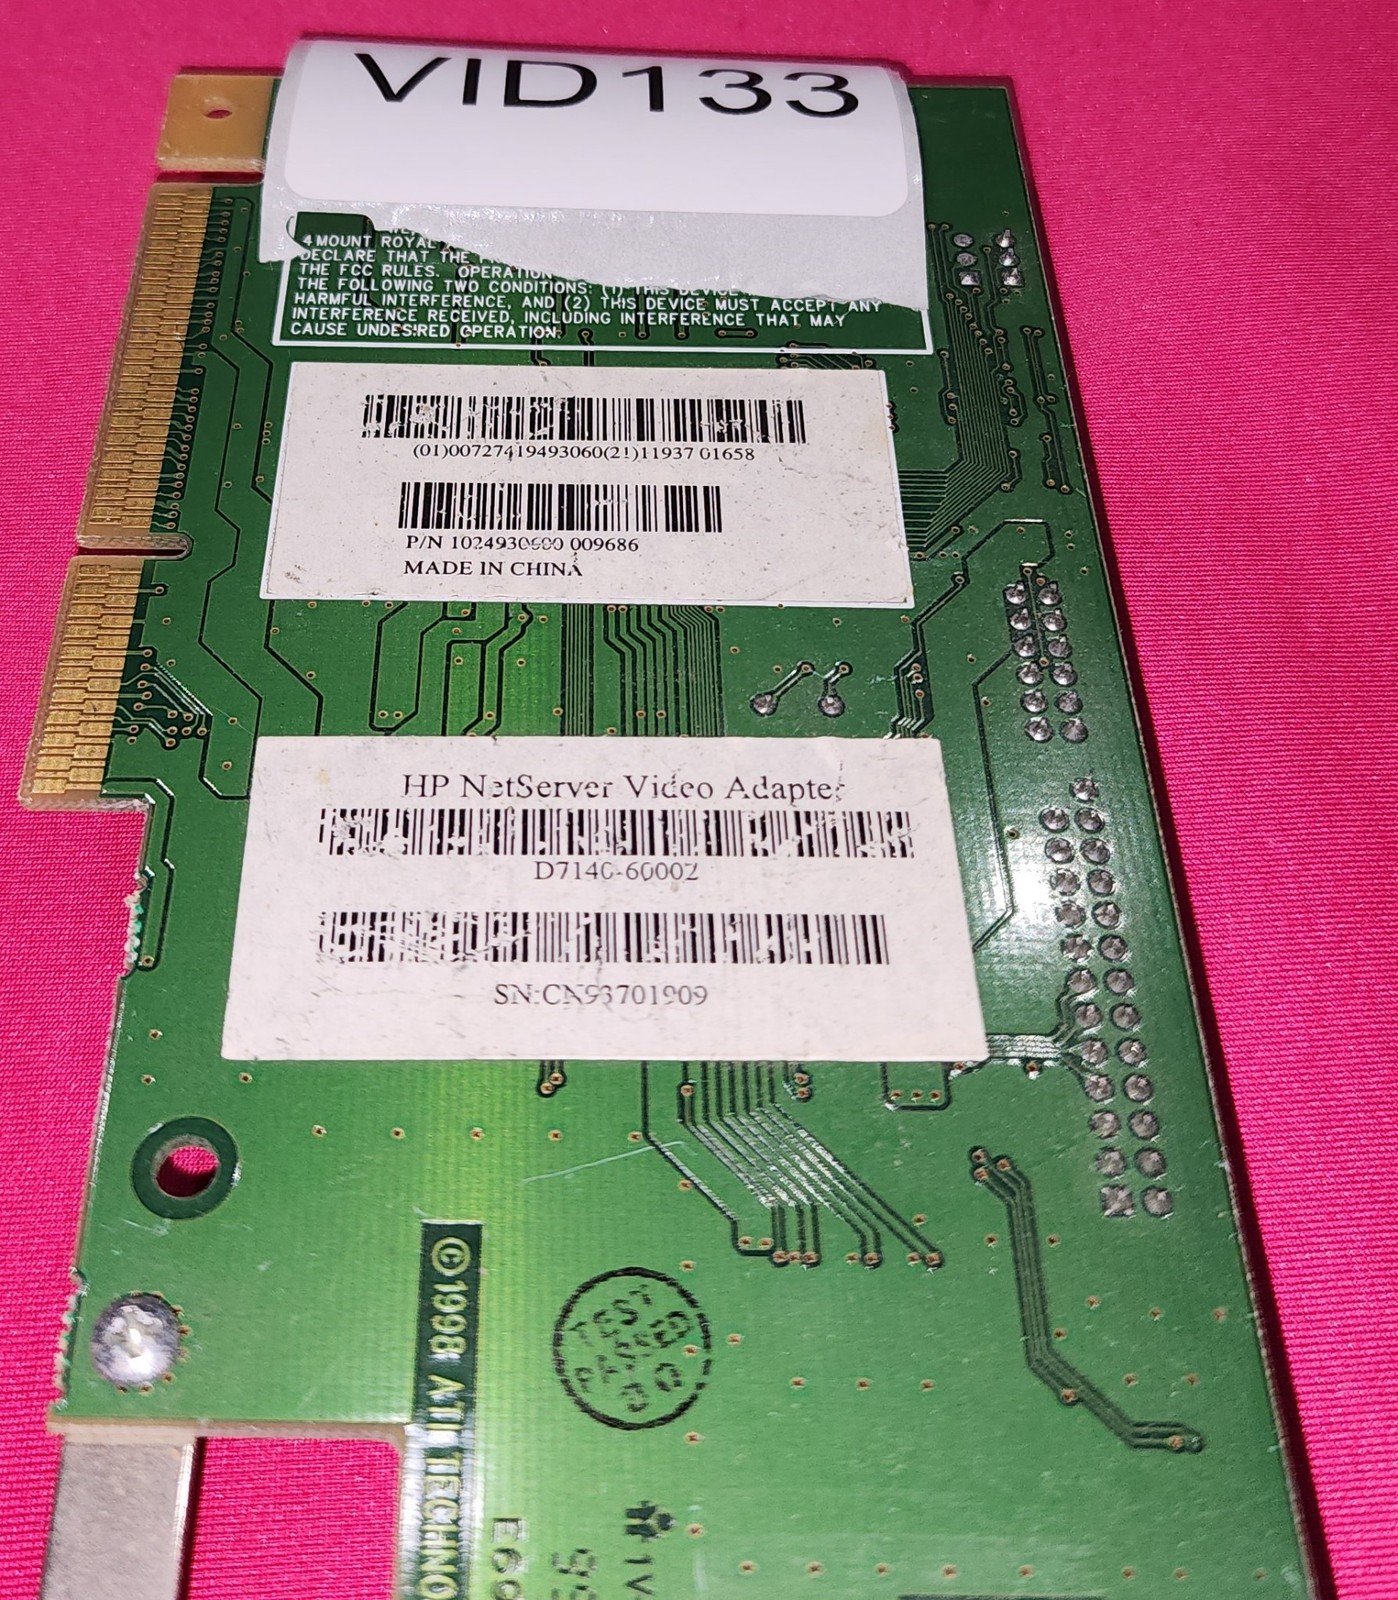 VID133
4 MOUNT ROYAL
DECLARE THAT THE
THE FCC RULES. OPERATION
THE FOLLOWING TWO CONDITIONS: (1) THIS DEVICE
HARMFUL INTERFERENCE, AND (2) THIS DEVICE MUST ACCEPT ANY
INTERFERENCE RECEIVED, INCLUDING INTERFERENCE THAT MAY
CAUSE UNDESIRED OPERATION.
(01)00727419493060(21)11937 01658
P/N 1024930600 009686
MADE IN CHINA
HP NetServer Video Adapter
D7140-60002
SN:CN93701909
©1998 ATI TECHNO
TEST
PASSED